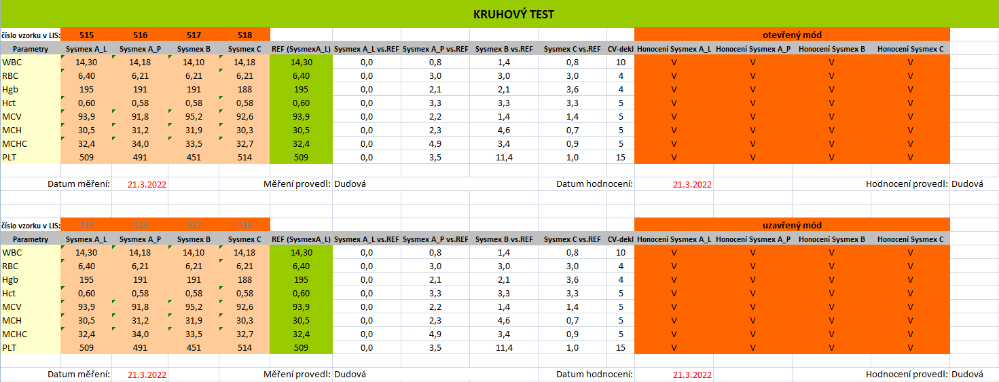 KRUHOVÝ TEST
číslo vzorku v LIS: 515 516 517 518 otevřený mód
Parametry Sysmex A_L Sysmex A_P Sysmex B Sysmex C REF (SysmexA_L) Sysmex A_L vs.REF Sysmex A_P vs.REF Sysmex B vs.REF Sysmex C vs.REF CV-dekl Honocení Sysmex A_L Honocení Sysmex A_P Honocení Sysmex B Honocení Sysmex C
WBC 14,30 14,18 14,10 14,18 14,30 0,0 0,8 1,4 0,8 10 V V V V
RBC 6,40 6,21 6,21 6,21 6,40 0,0 3,0 3,0 3,0 4 V V V V
Hgb 195 191 191 188 195 0,0 2,1 2,1 3,6 4 V V V V
Hct 0,60 0,58 0,58 0,58 0,60 0,0 3,3 3,3 3,3 5 V V V V
MCV 93,9 91,8 95,2 92,6 93,9 0,0 2,2 1,4 1,4 5 V V V V
MCH 30,5 31,2 31,9 30,3 30,5 0,0 2,3 4,6 0,7 5 V V V V
MCHC 32,4 34,0 33,5 32,7 32,4 0,0 4,9 3,4 0,9 5 V V V V
PLT 509 491 451 514 509 0,0 3,5 11,4 1,0 15 V V V V
Datum měření: 21.3.2022 Měření provedl: Dudová Datum hodnocení: 21.3.2022 Hodnocení provedl: Dudová
číslo vzorku v LIS: 515 516 517 518 uzavřený mód
Parametry Sysmex A_L Sysmex A_P Sysmex B Sysmex C REF (SysmexA_L) Sysmex A_L vs.REF Sysmex A_P vs.REF Sysmex B vs.REF Sysmex C vs.REF CV-dekl Honocení Sysmex A_L Honocení Sysmex A_P Honocení Sysmex B Honocení Sysmex C
WBC 14,30 14,18 14,10 14,18 14,30 0,0 0,8 1,4 0,8 10 V V V V
RBC 6,40 6,21 6,21 6,21 6,40 0,0 3,0 3,0 3,0 4 V V V V
Hgb 195 191 191 188 195 0,0 2,1 2,1 3,6 4 V V V V
Hct 0,60 0,58 0,58 0,58 0,60 0,0 3,3 3,3 3,3 5 V V V V
MCV 93,9 91,8 95,2 92,6 93,9 0,0 2,2 1,4 1,4 5 V V V V
MCH 30,5 31,2 31,9 30,3 30,5 0,0 2,3 4,6 0,7 5 V V V V
MCHC 32,4 34,0 33,5 32,7 32,4 0,0 4,9 3,4 0,9 5 V V V V
PLT 509 491 451 514 509 0,0 3,5 11,4 1,0 15 V V V V
Datum měření: 21.3.2022 Měření provedl: Dudová Datum hodnocení: 21.3.2022 Hodnocení provedl: Dudová